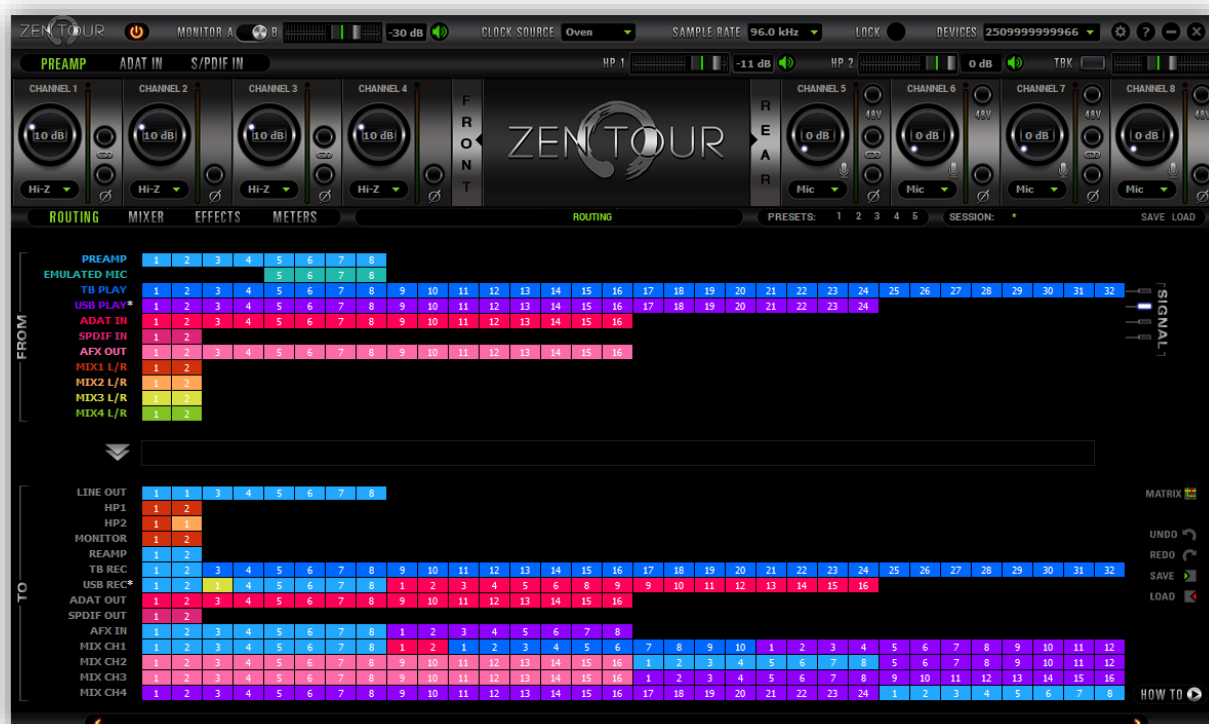 ZEN TOUR MONITOR A B -30 dB CLOCK SOURCE Oven SAMPLE RATE 96.0 kHz LOCK DEVICES 2509999999966
PREAMP ADAT IN S/PDIF IN HP 1 -11 dB HP 2 0 dB TBK
CHANNEL 1 CHANNEL 2 CHANNEL 3 CHANNEL 4 CHANNEL 5 CHANNEL 6 CHANNEL 7 CHANNEL 8
48V 48V 48V 48V
10 dB 10 dB 10 dB 10 dB FRONT ZEN TOUR REAR 0 dB 0 dB 0 dB 0 dB
Hi-Z Hi-Z Hi-Z Hi-Z Mic Mic Mic Mic
ROUTING MIXER EFFECTS METERS ROUTING PRESETS: 1 2 3 4 5 SESSION: * SAVE LOAD
FROM
PREAMP 1 2 3 4 5 6 7 8
EMULATED MIC 5 6 7 8
TB PLAY 1 2 3 4 5 6 7 8 9 10 11 12 13 14 15 16 17 18 19 20 21 22 23 24 25 26 27 28 29 30 31 32
USB PLAY* 1 2 3 4 5 6 7 8 9 10 11 12 13 14 15 16 17 18 19 20 21 22 23 24
ADAT IN 1 2 3 4 5 6 7 8 9 10 11 12 13 14 15 16
SPDIF IN 1 2
AFX OUT 1 2 3 4 5 6 7 8 9 10 11 12 13 14 15 16
MIX1 L/R 1 2
MIX2 L/R 1 2
MIX3 L/R 1 2
MIX4 L/R 1 2
SIGNAL
TO
LINE OUT 1 1 3 4 5 6 7 8
HP1 1 2
HP2 1 1
MONITOR 1 2
REAMP 1 2
TB REC 1 2 3 4 5 6 7 8 9 10 11 12 13 14 15 16 17 18 19 20 21 22 23 24 25 26 27 28 29 30 31 32
USB REC* 1 2 1 4 5 6 7 8 1 2 3 4 5 6 8 9 9 10 11 12 13 14 15 16
ADAT OUT 1 2 3 4 5 6 7 8 9 10 11 12 13 14 15 16
SPDIF OUT 1 2
AFX IN 1 2 3 4 5 6 7 8 1 2 3 4 5 6 7 8
MIX CH1 1 2 3 4 5 6 7 8 1 2 1 2 3 4 5 6 7 8 9 10 1 2 3 4 5 6 7 8 9 10 11 12
MIX CH2 1 2 3 4 5 6 7 8 9 10 11 12 13 14 15 16 1 2 3 4 5 6 7 8 5 6 7 8 9 10 11 12
MIX CH3 1 2 3 4 5 6 7 8 9 10 11 12 13 14 15 16 1 2 3 4 5 6 7 8 9 10 11 12 13 14 15 16
MIX CH4 1 2 3 4 5 6 7 8 9 10 11 12 13 14 15 16 17 18 19 20 21 22 23 24 1 2 3 4 5 6 7 8
MATRIX
UNDO
REDO
SAVE
LOAD
HOW TO